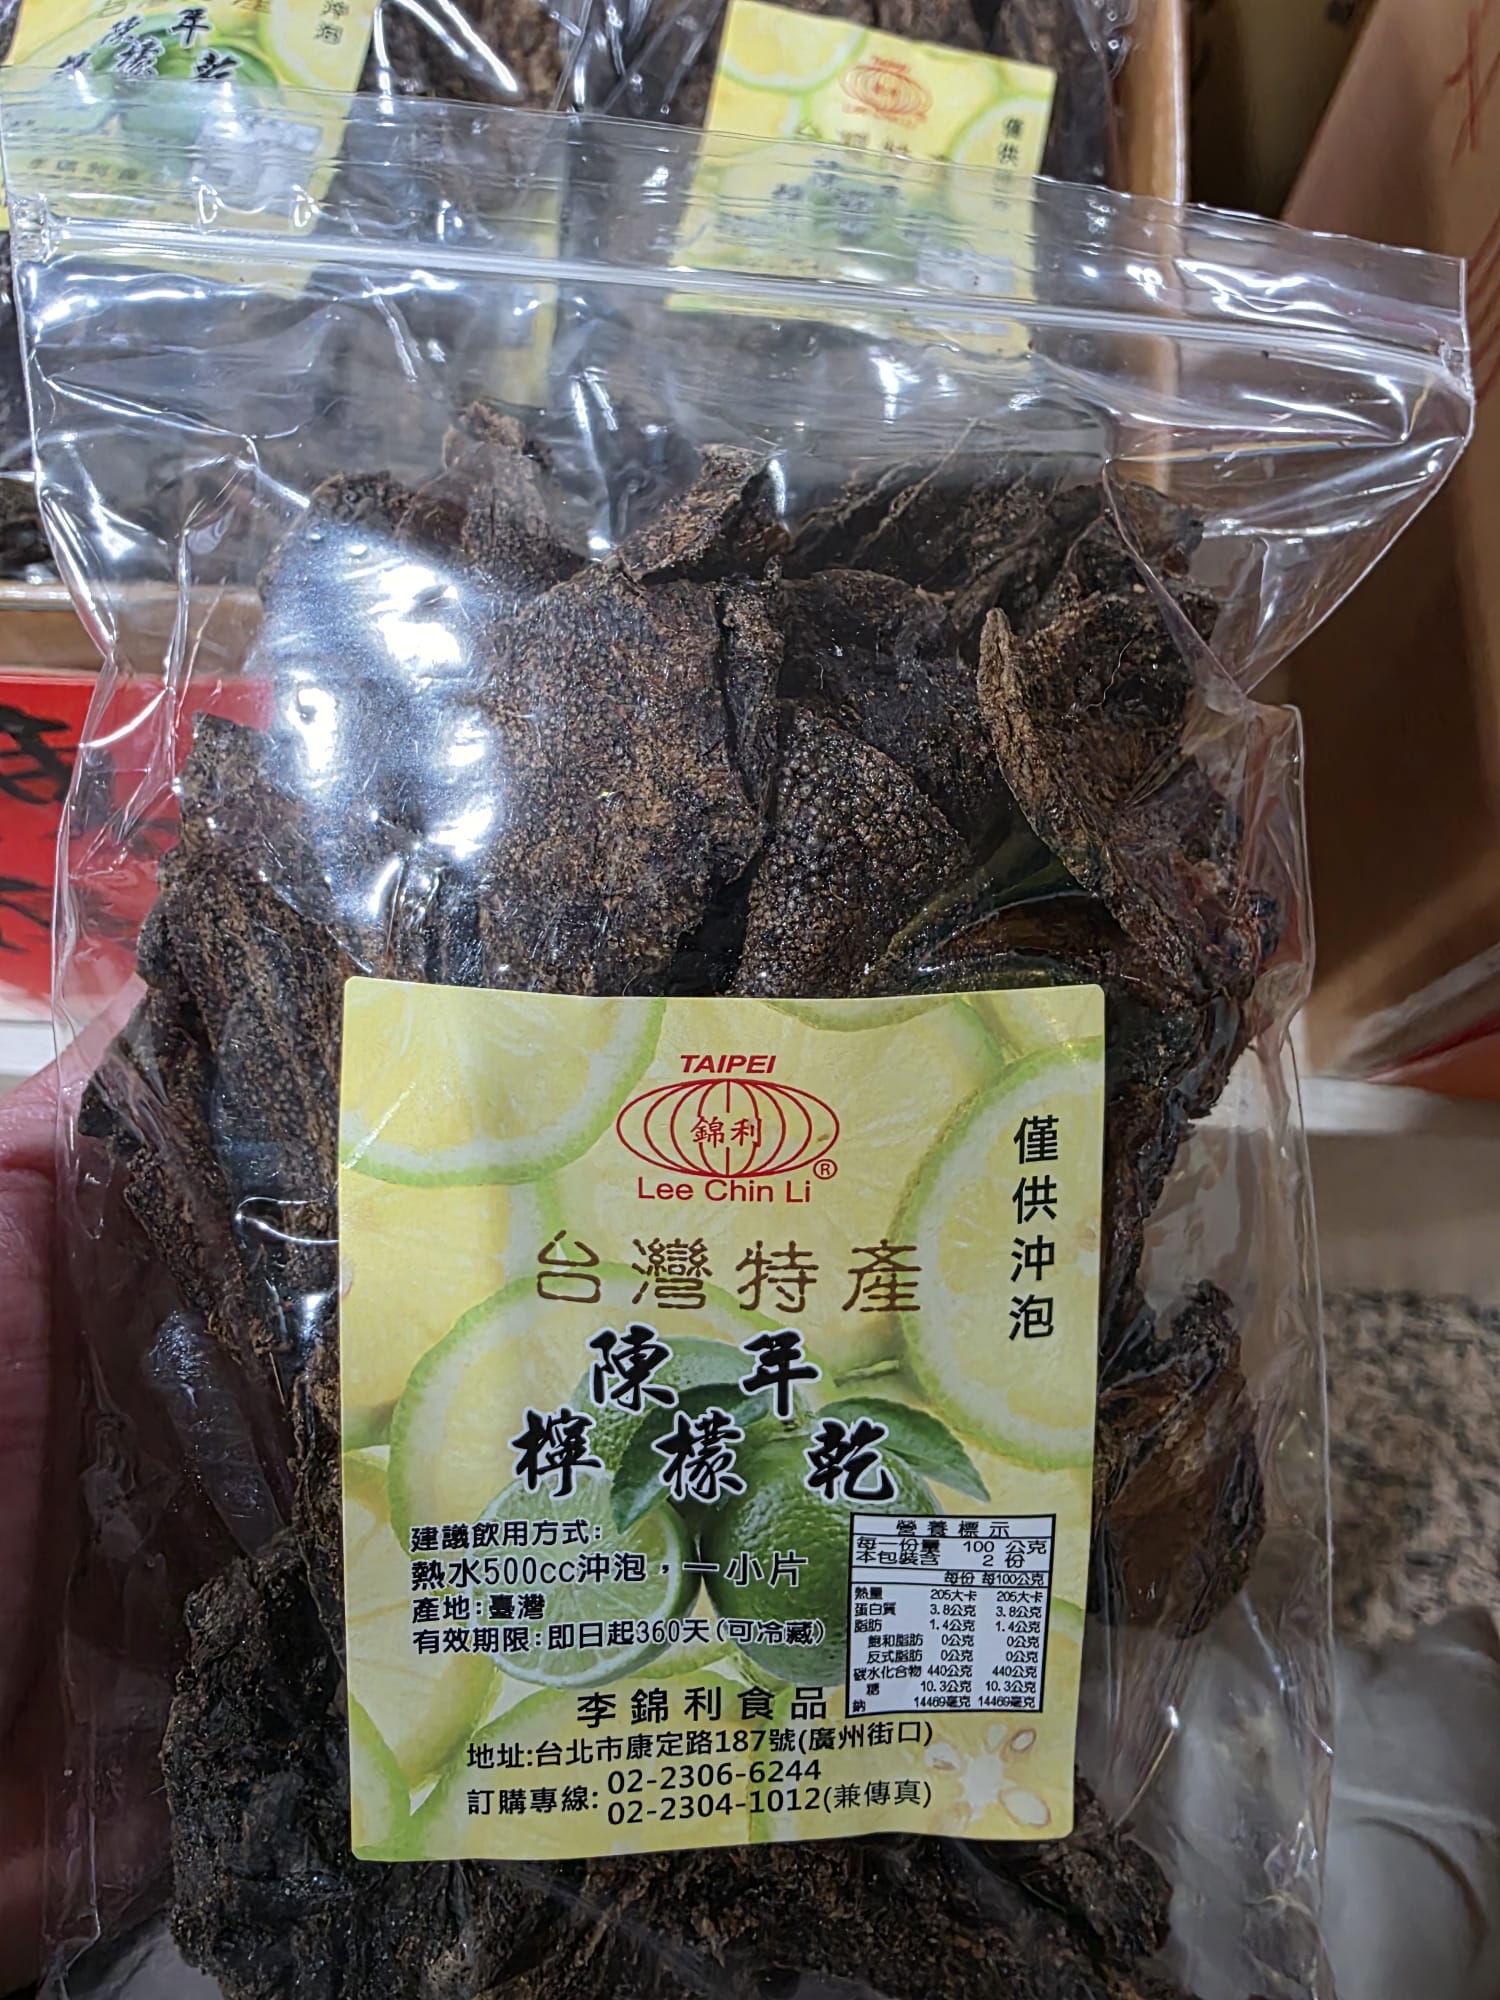 TAIPEI
錦利
Lee Chin Li ®
台灣特產
僅供沖泡
陳年
檸檬乾
建議飲用方式:
熱水500cc沖泡，一小片
產地:臺灣
有效期限:即日起360天(可冷藏)
營養標示
每一份量 100 公克
本包裝含 2 份
每份 每100公克
熱量 205大卡 205大卡
蛋白質 3.8公克 3.8公克
脂肪 1.4公克 1.4公克
飽和脂肪 0公克 0公克
反式脂肪 0公克 0公克
碳水化合物 440公克 440公克
糖 10.3公克 10.3公克
鈉 14469毫克 14469毫克
李錦利食品
地址:台北市康定路187號(廣州街口)
訂購專線: 02-2306-6244
02-2304-1012(兼傳真)